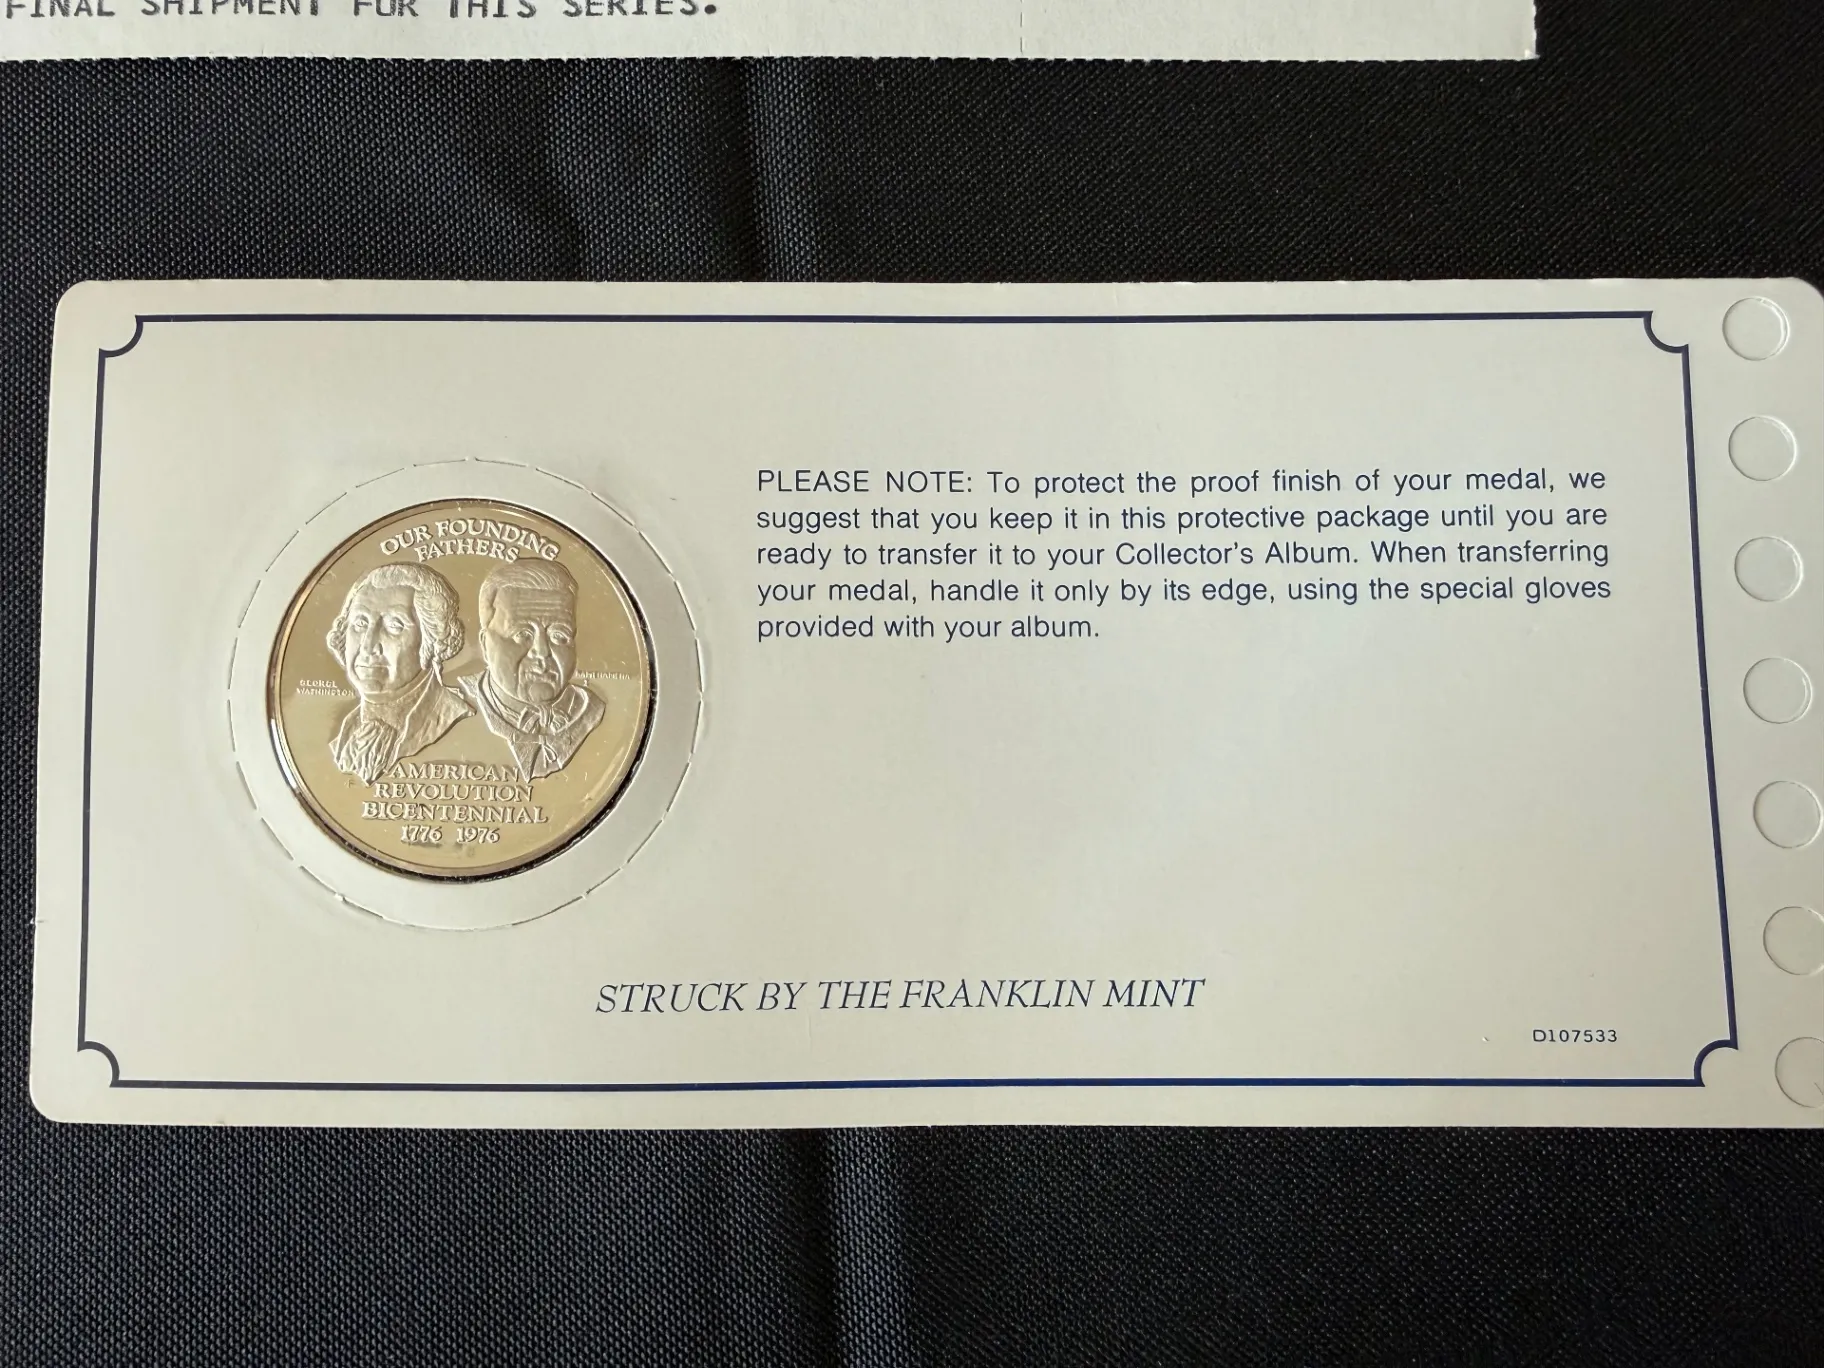 FINAL SHIPMENT FOR THIS SERIES.
OUR FOUNDING
FATHERS
GEORGE
WASHINGTON
KAMEHAMEHA
I
AMERICAN
REVOLUTION
BICENTENNIAL
1776 1976
PLEASE NOTE: To protect the proof finish of your medal, we
suggest that you keep it in this protective package until you are
ready to transfer it to your Collector's Album. When transferring
your medal, handle it only by its edge, using the special gloves
provided with your album.
STRUCK BY THE FRANKLIN MINT
D107533